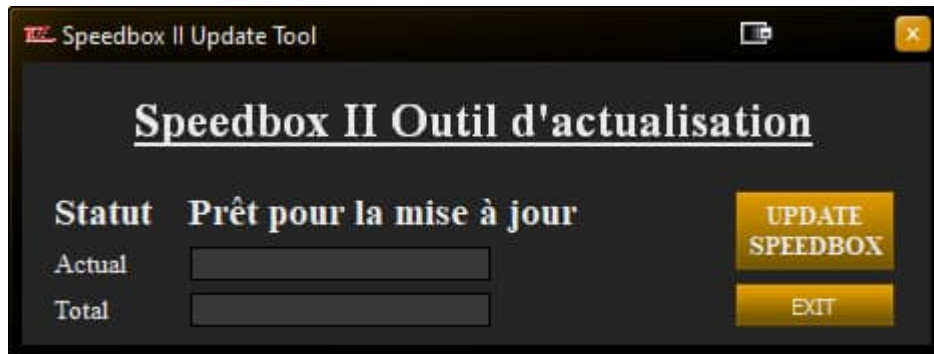 Speedbox II Update Tool
Speedbox II Outil d'actualisation
Statut Prêt pour la mise à jour
UPDATE
SPEEDBOX
Actual
Total
EXIT